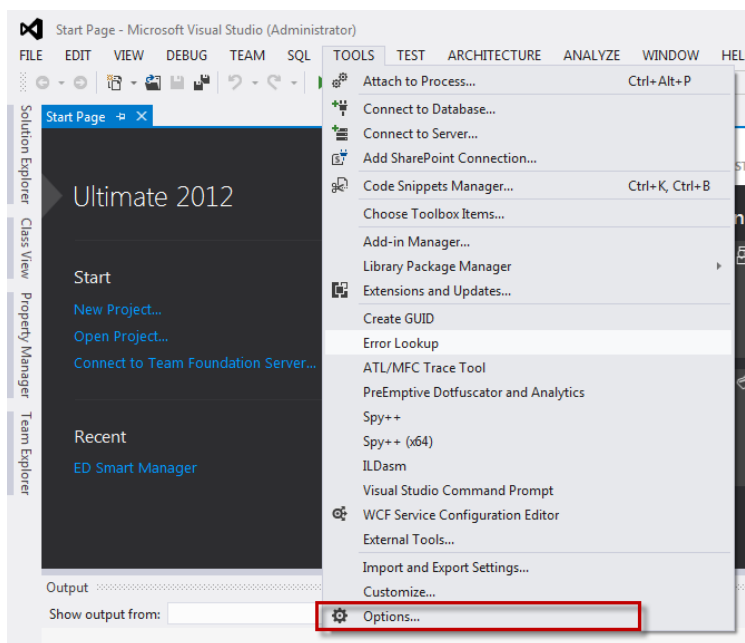 Start Page - Microsoft Visual Studio (Administrator)
FILE EDIT VIEW DEBUG TEAM SQL TOOLS TEST ARCHITECTURE ANALYZE WINDOW HEL
Solution Explorer
Class View
Property Manager
Team Explorer
Start Page
Ultimate 2012
Start
New Project...
Open Project...
Connect to Team Foundation Server...
Recent
ED Smart Manager
Output
Show output from:
Attach to Process... Ctrl+Alt+P
Connect to Database...
Connect to Server...
Add SharePoint Connection...
Code Snippets Manager... Ctrl+K, Ctrl+B
Choose Toolbox Items...
Add-in Manager...
Library Package Manager
Extensions and Updates...
Create GUID
Error Lookup
ATL/MFC Trace Tool
PreEmptive Dotfuscator and Analytics
Spy++
Spy++ (x64)
ILDasm
Visual Studio Command Prompt
WCF Service Configuration Editor
External Tools...
Import and Export Settings...
Customize...
Options...